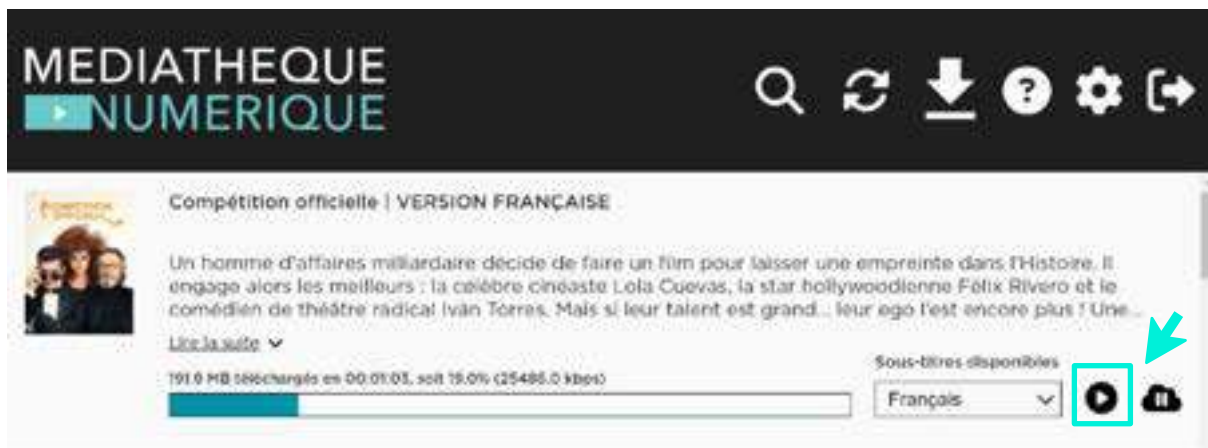 MEDIATHEQUE
NUMERIQUE
?
Compétition officielle | VERSION FRANÇAISE
Un homme d'affaires milliardaire décide de faire un film pour laisser une empreinte dans l'Histoire. Il
engage alors les meilleurs : la célèbre cinéaste Lola Cuevas, la star hollywoodienne Félix Rivero et le
comédien de théâtre radical Iván Torres. Mais si leur talent est grand... leur ego l'est encore plus ! Une...
Lire la suite
191.9 MB téléchargés en 00:01:03, soit 19.0% (25486.0 kbps)
Sous-titres disponibles
Français